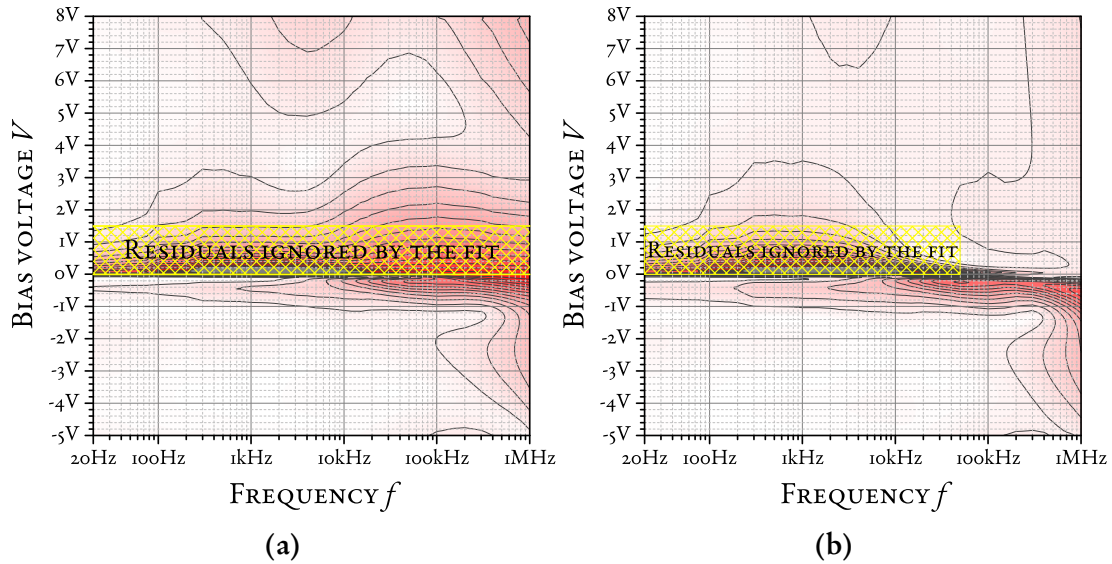 8V
7V
6V
5V
4V
3V
2V
1V
0V
-1V
-2V
-3V
-4V
-5V
Bias voltage V
Residuals ignored by the fit
20Hz 100Hz 1kHz 10kHz 100kHz 1MHz
Frequency f
(a)
8V
7V
6V
5V
4V
3V
2V
1V
0V
-1V
-2V
-3V
-4V
-5V
Bias voltage V
Residuals ignored by the fit
20Hz 100Hz 1kHz 10kHz 100kHz 1MHz
Frequency f
(b)